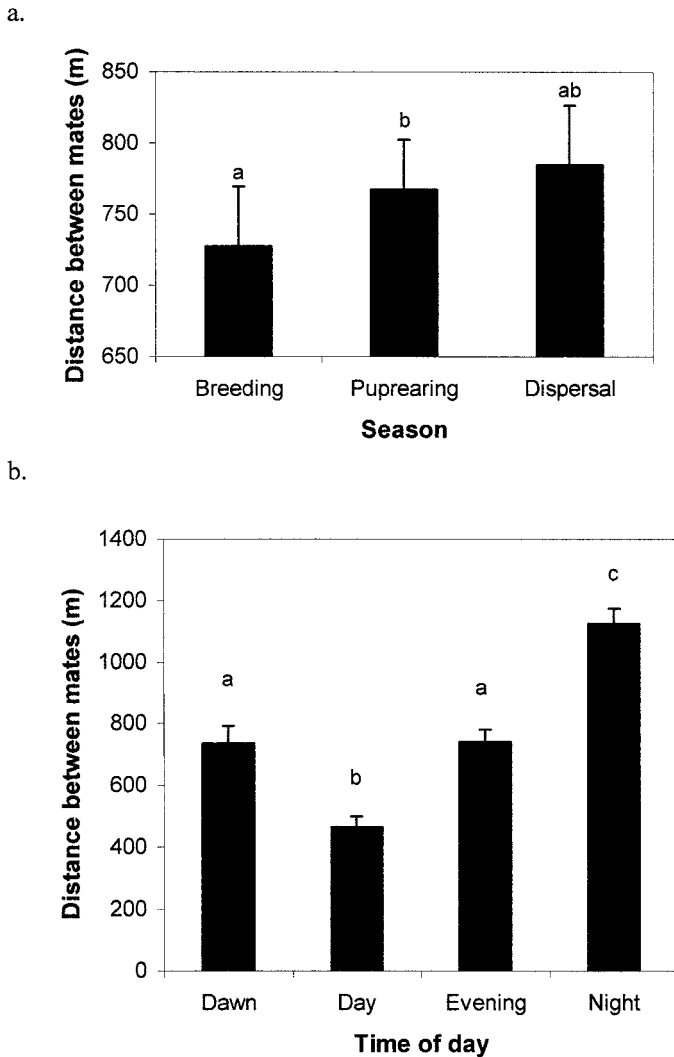 a.
850
800
750
700
650
Distance between mates (m)
a
b
ab
Breeding Puprearing Dispersal
Season
b.
1400
1200
1000
800
600
400
200
0
Distance between mates (m)
a
b
a
c
Dawn Day Evening Night
Time of day